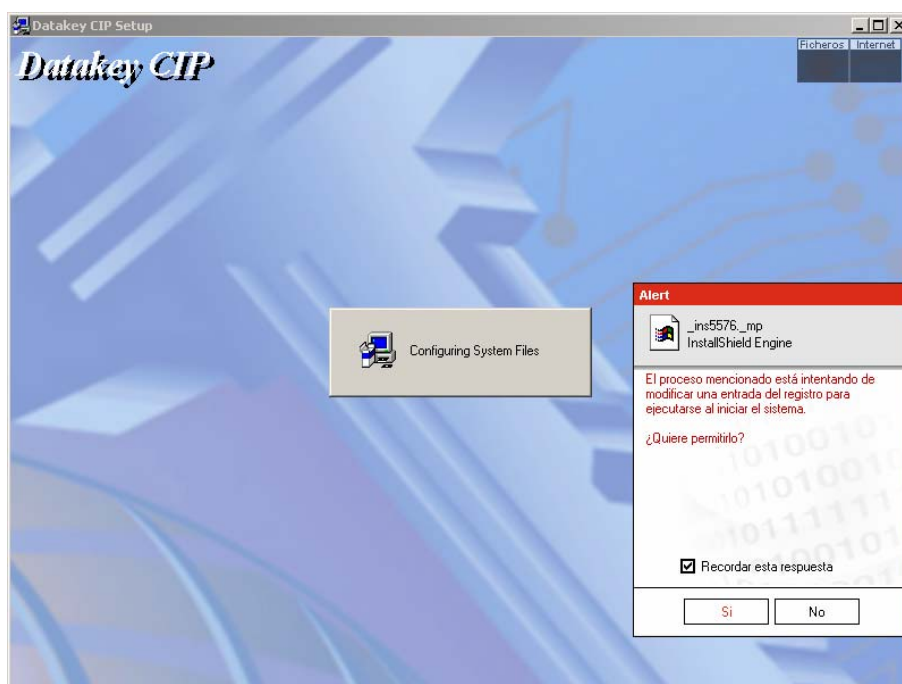 Datakey CIP Setup
Datakey CIP
Ficheros Internet
Configuring System Files
Alert
_ins5576._mp
InstallShield Engine
El proceso mencionado está intentando de
modificar una entrada del registro para
ejecutarse al iniciar el sistema.
¿Quiere permitirlo?
Recordar esta respuesta
Si No